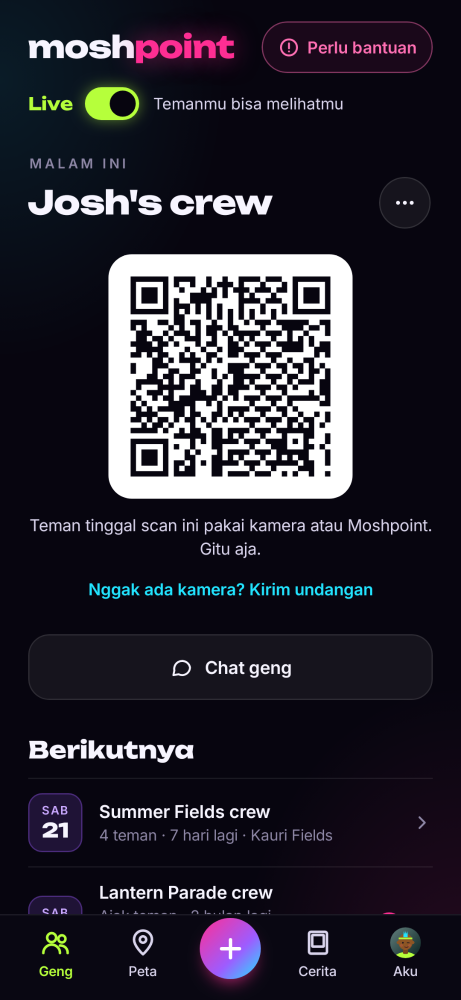 moshpoint
Perlu bantuan
Live
Temanmu bisa melihatmu
MALAM INI
Josh's crew
Teman tinggal scan ini pakai kamera atau Moshpoint.
Gitu aja.
Nggak ada kamera? Kirim undangan
Chat geng
Berikutnya
SAB
21
Summer Fields crew
4 teman · 7 hari lagi · Kauri Fields
SAB
Lantern Parade crew
Geng
Peta
Cerita
Aku